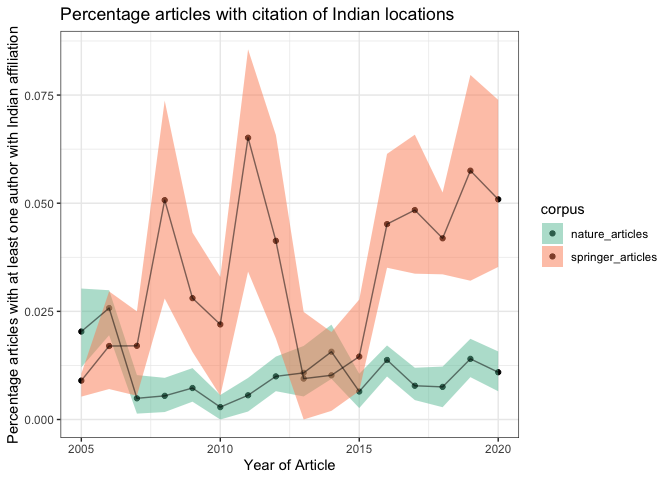 Percentage articles with citation of Indian locations
Percentage articles with at least one author with Indian affiliation
0.075
0.050
0.025
0.000
2005
2010
2015
2020
Year of Article
corpus
nature_articles
springer_articles